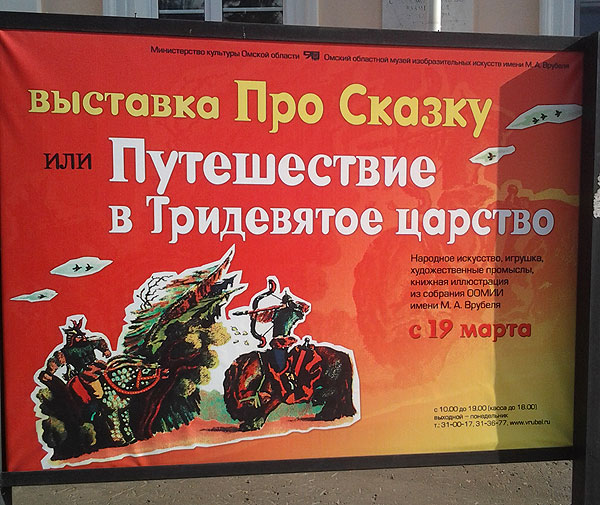 Министерство культуры Омской области Омский областной музей изобразительных искусств имени М. А. Врубеля
выставка Про Сказку
или Путешествие
в Тридевятое царство
Народное искусство, игрушка,
художественные промыслы,
книжная иллюстрация
из собрания ООМИИ
имени М. А. Врубеля
с 19 марта
с 10.00 до 19.00 (касса до 18.00)
выходной – понедельник
т.: 31-00-17, 31-36-77, www.vrubel.ru